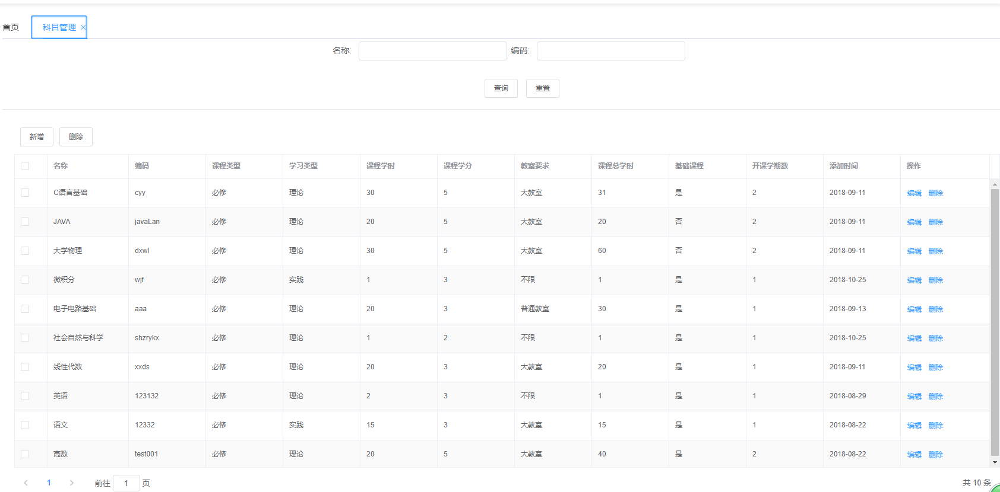 首页 科目管理 ×
名称: 编码:
查询 重置
新增 删除
名称 编码 课程类型 学习类型 课程学时 课程学分 教室要求 课程总学时 基础课程 开课学期数 添加时间 操作
C语言基础 cyy 必修 理论 30 5 大教室 31 是 2 2018-09-11 编辑 删除
JAVA javaLan 必修 理论 20 5 大教室 20 否 2 2018-09-11 编辑 删除
大学物理 dxwl 必修 理论 30 5 大教室 60 否 2 2018-09-11 编辑 删除
微积分 wjf 必修 实践 1 3 不限 1 是 1 2018-10-25 编辑 删除
电子电路基础 aaa 必修 理论 20 3 普通教室 30 是 1 2018-09-13 编辑 删除
社会自然与科学 shzrykx 必修 理论 1 2 不限 1 是 1 2018-10-25 编辑 删除
线性代数 xxds 必修 理论 20 3 大教室 20 是 1 2018-09-11 编辑 删除
英语 123132 必修 理论 2 3 不限 1 是 1 2018-08-29 编辑 删除
语文 12332 必修 实践 15 3 大教室 15 是 1 2018-08-22 编辑 删除
高数 test001 必修 理论 20 5 大教室 40 是 2 2018-08-22 编辑 删除
< 1 > 前往 1 页 共 10 条